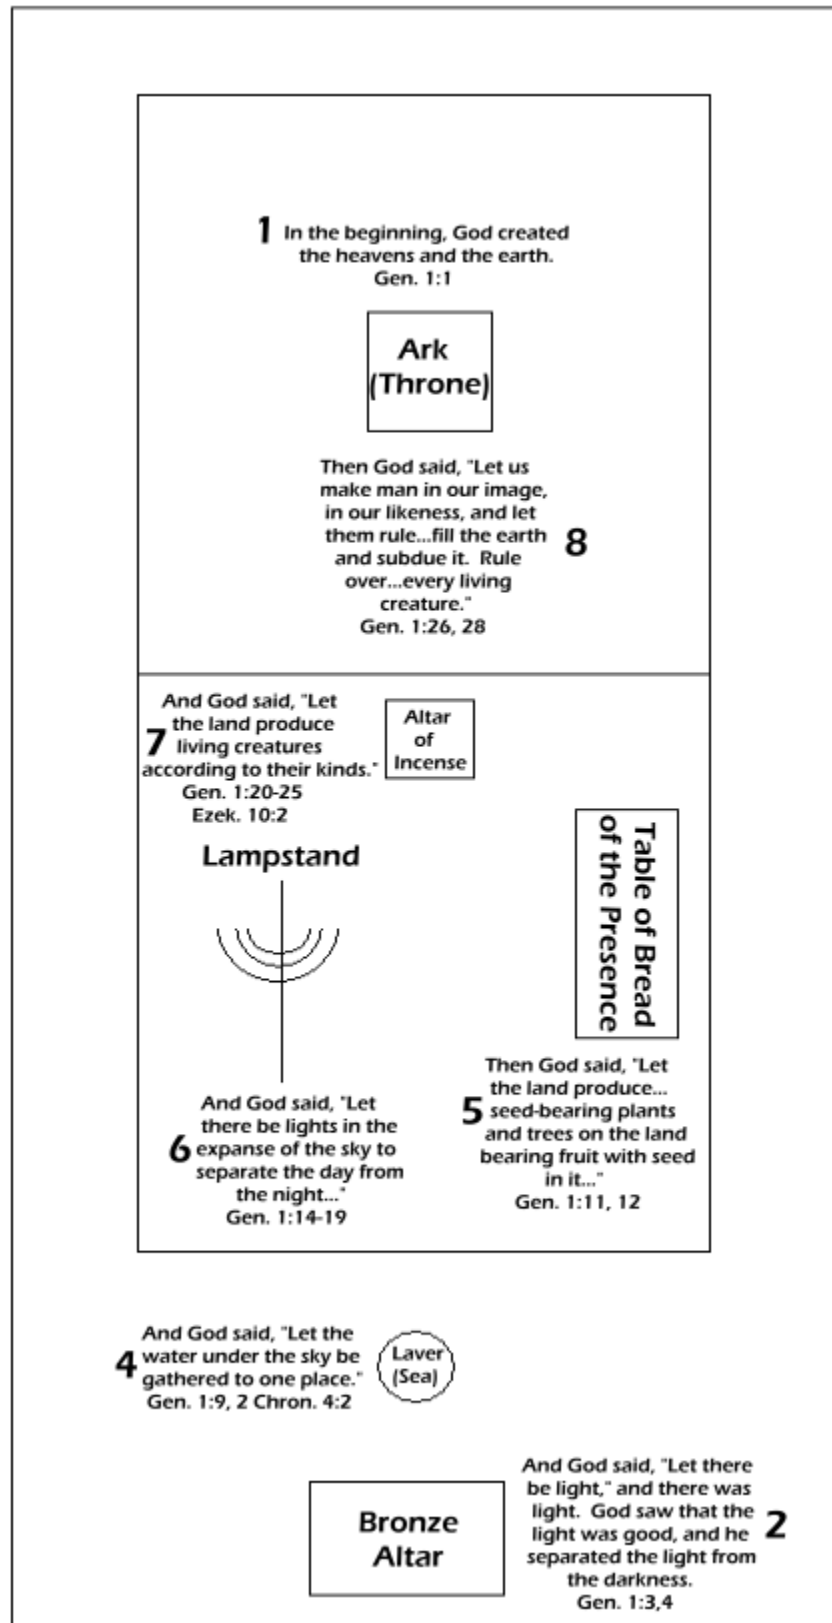 1 In the beginning, God created
the heavens and the earth.
Gen. 1:1
Ark
(Throne)
Then God said, "Let us
make man in our image,
in our likeness, and let
them rule...fill the earth
and subdue it. Rule
over...every living
creature."
Gen. 1:26, 28
8
And God said, "Let
the land produce
living creatures
according to their kinds."
Gen. 1:20-25
Ezek. 10:2
7
Altar
of
Incense
Lampstand
Table of Bread
of the Presence
Then God said, "Let
the land produce...
seed-bearing plants
and trees on the land
bearing fruit with seed
in it..."
Gen. 1:11, 12
5
And God said, "Let
there be lights in the
expanse of the sky to
separate the day from
the night..."
Gen. 1:14-19
6
And God said, "Let the
water under the sky be
gathered to one place."
Gen. 1:9, 2 Chron. 4:2
4
Laver
(Sea)
And God said, "Let there
be light," and there was
light. God saw that the
light was good, and he
separated the light from
the darkness.
Gen. 1:3,4
2
Bronze
Altar